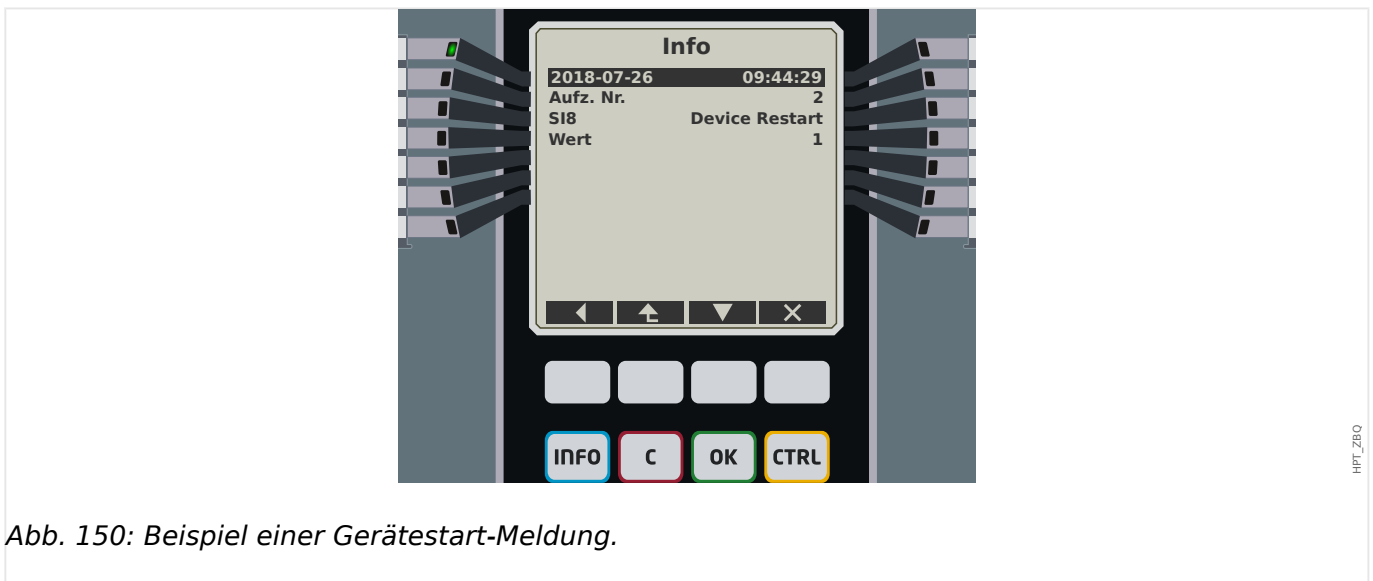 Info
2018-07-26 09:44:29
Aufz. Nr. 2
SI8 Device Restart
Wert 1
INFO C OK CTRL
HPT_ZBQ
Abb. 150: Beispiel einer Gerätestart-Meldung.